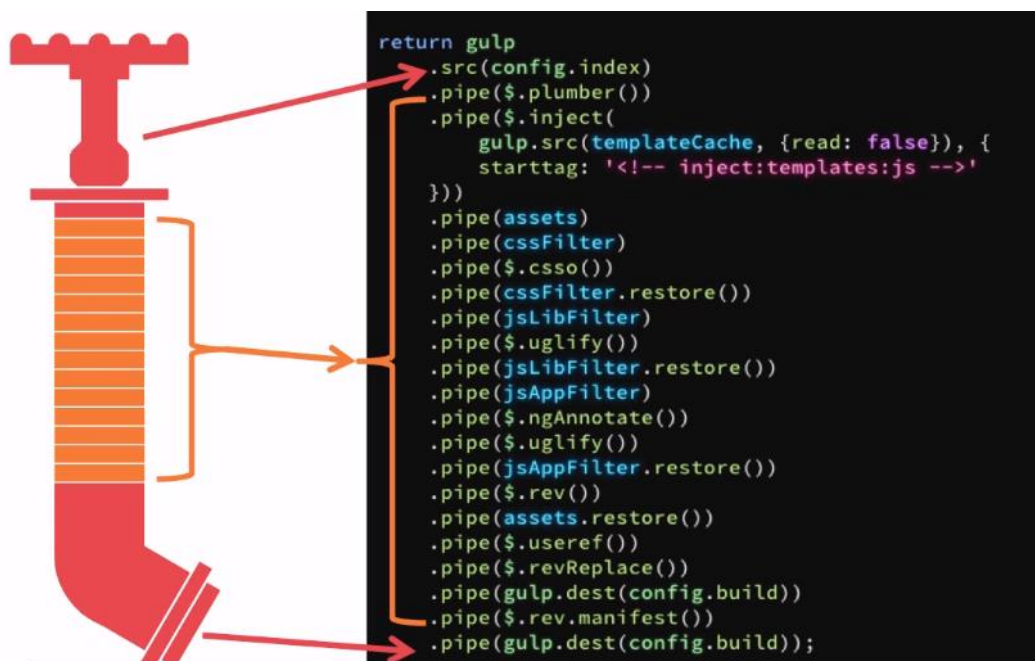 return gulp
.src(config.index)
.pipe($.plumber())
.pipe($.inject(
gulp.src(templateCache, {read: false}), {
starttag: '<!-- inject:templates:js -->'
}))
.pipe(assets)
.pipe(cssFilter)
.pipe($.csso())
.pipe(cssFilter.restore())
.pipe(jsLibFilter)
.pipe($.uglify())
.pipe(jsLibFilter.restore())
.pipe(jsAppFilter)
.pipe($.ngAnnotate())
.pipe($.uglify())
.pipe(jsAppFilter.restore())
.pipe($.rev())
.pipe(assets.restore())
.pipe($.useref())
.pipe($.revReplace())
.pipe(gulp.dest(config.build))
.pipe($.rev.manifest())
.pipe(gulp.dest(config.build));